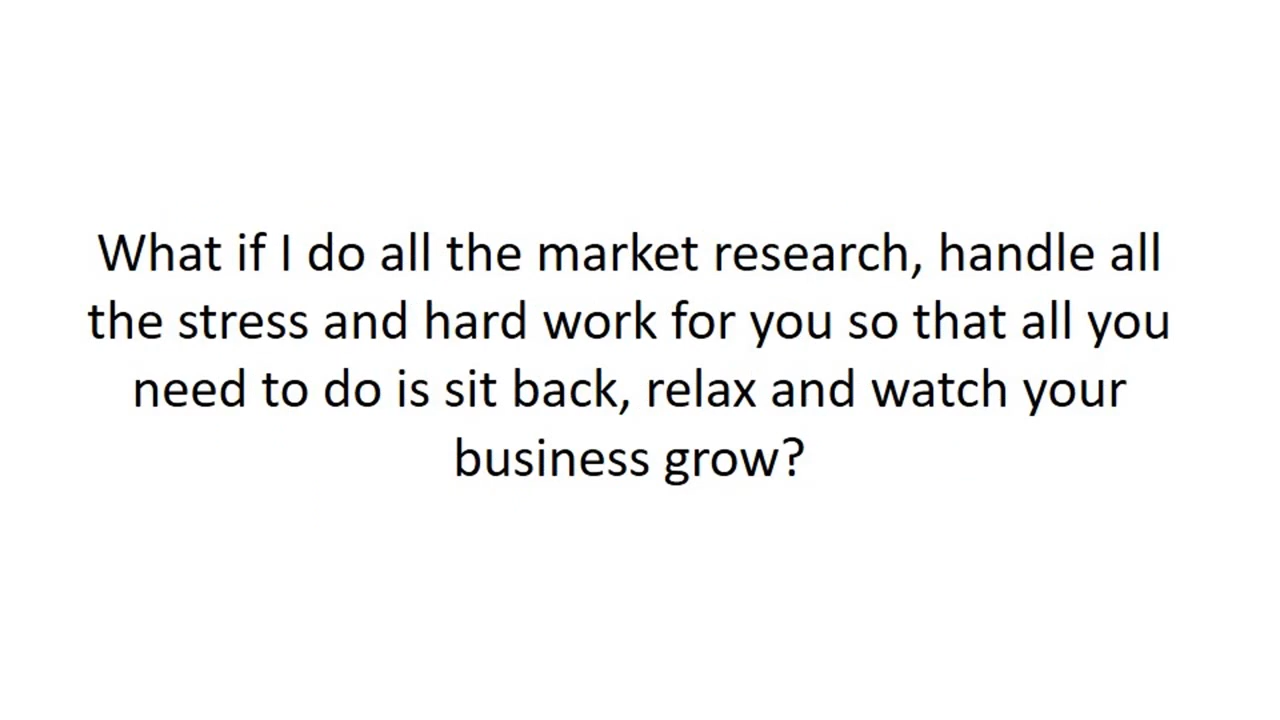 What if I do all the market research, handle all
the stress and hard work for you so that all you
need to do is sit back, relax and watch your
business grow?